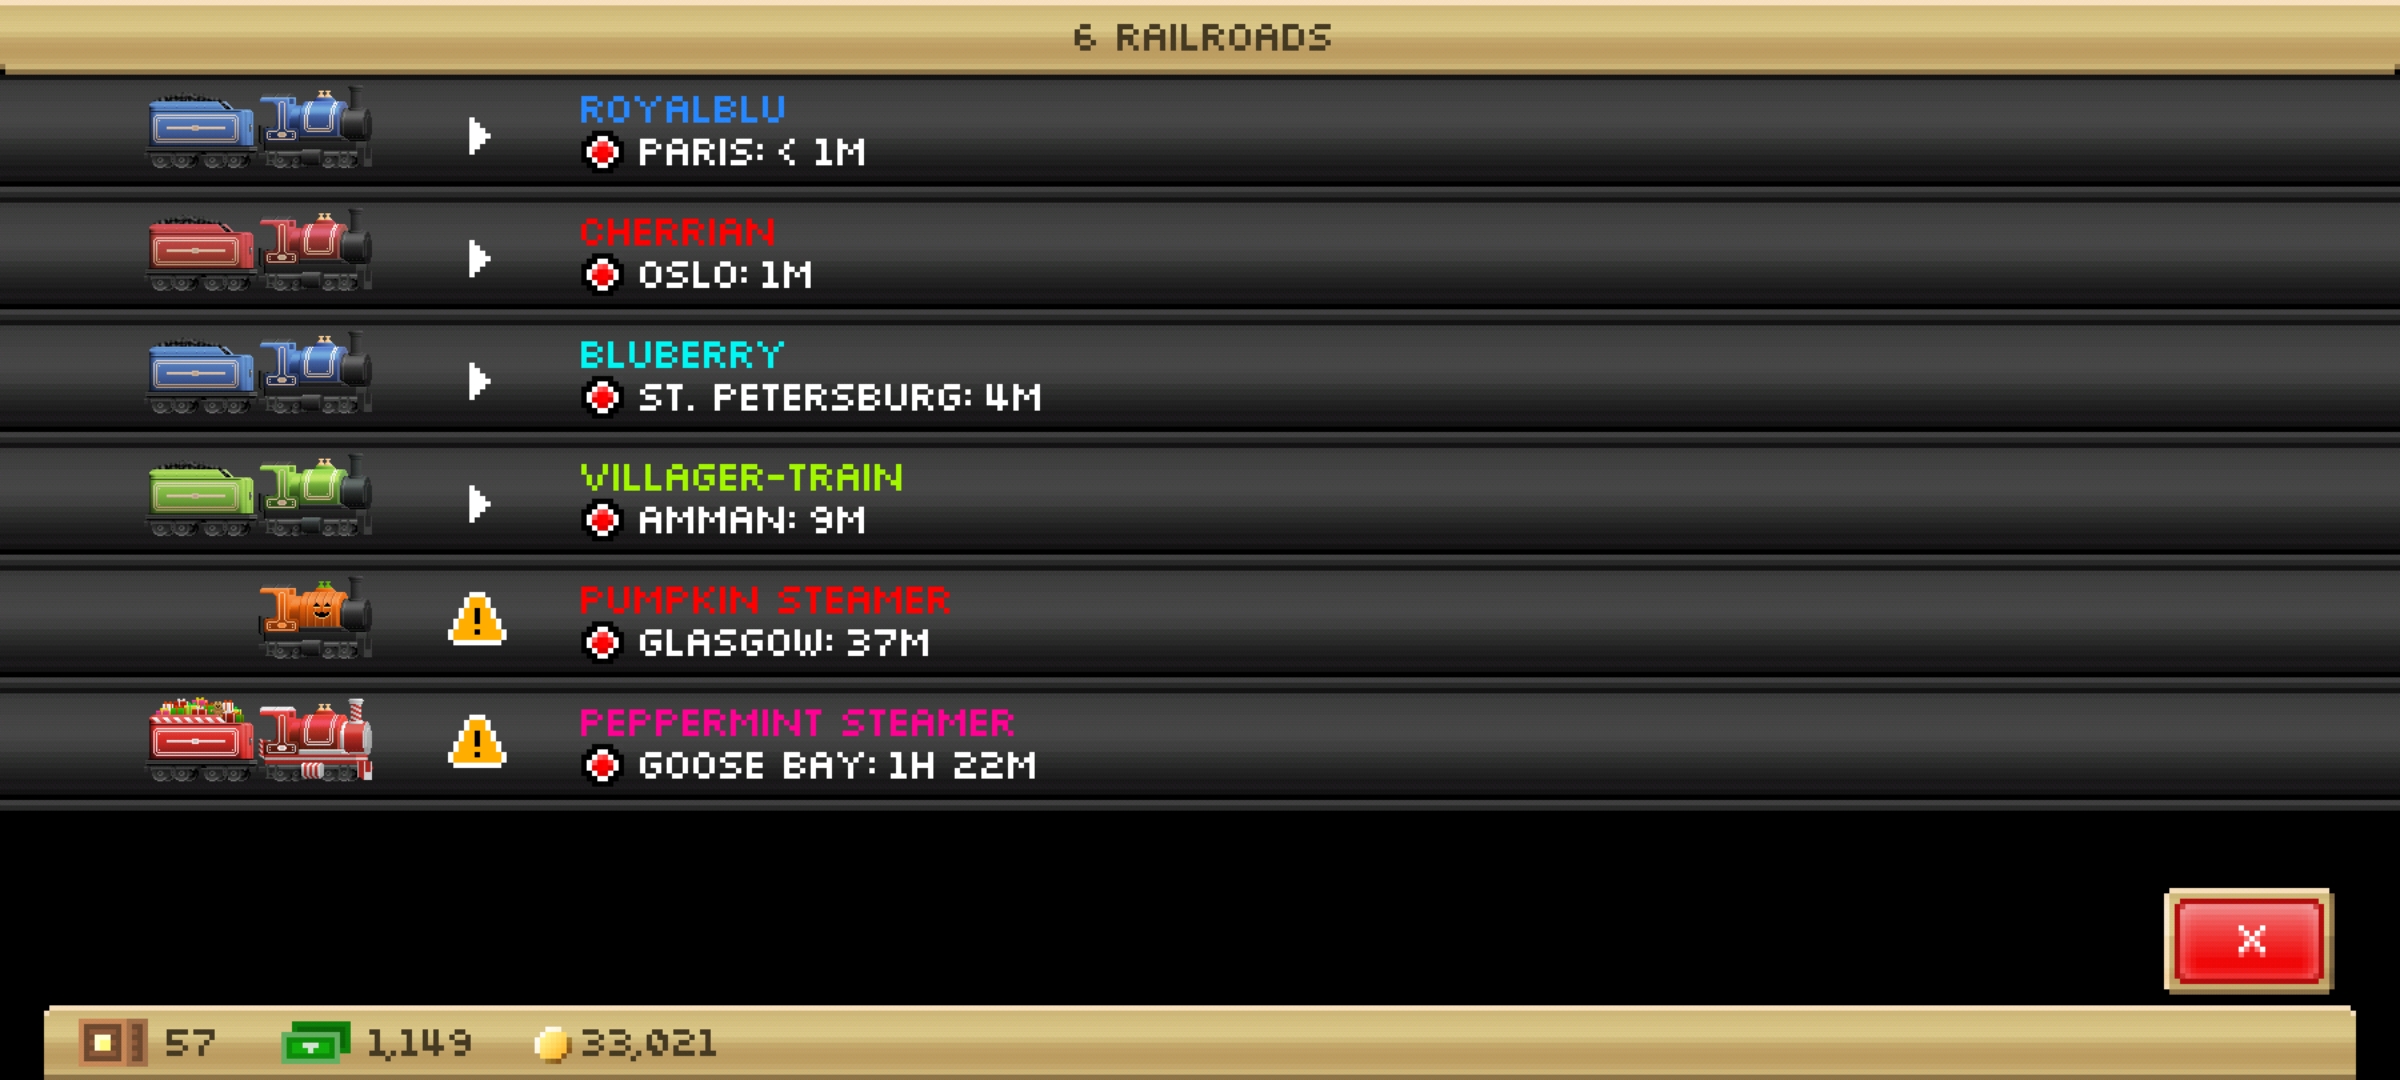 6 RAILROADS
ROYALBLU
PARIS: < 1M
CHERRIAN
OSLO: 1M
BLUBERRY
ST. PETERSBURG: 4M
VILLAGER-TRAIN
AMMAN: 9M
PUMPKIN STEAMER
GLASGOW: 37M
PEPPERMINT STEAMER
GOOSE BAY: 1H 22M
X
57 1,149 33,021